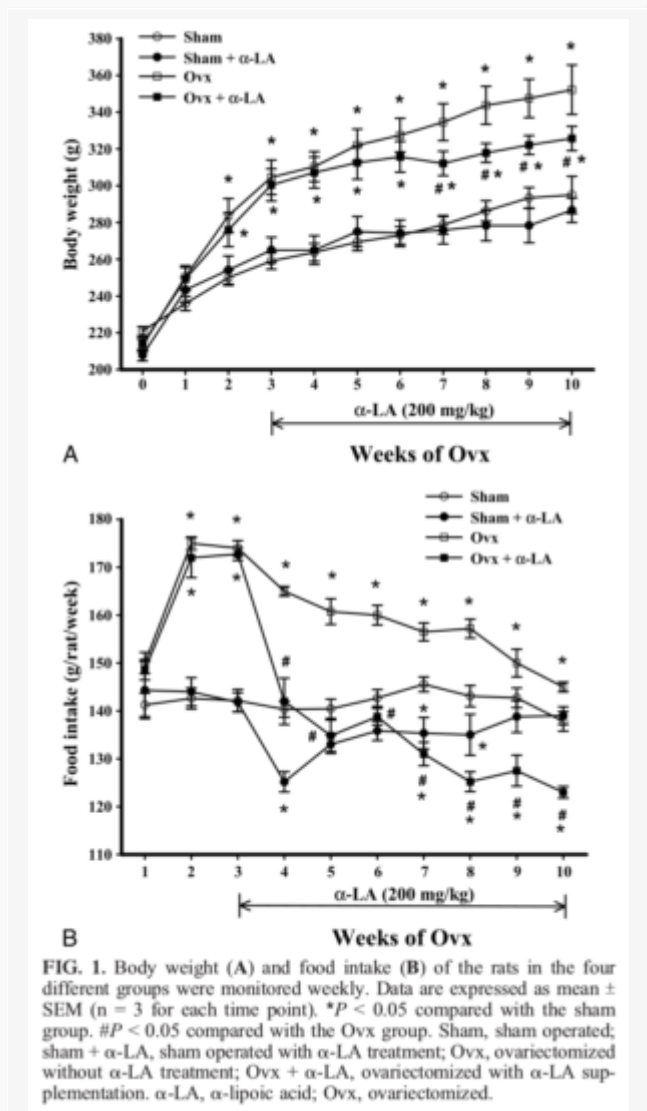 Sham
Sham + α-LA
Ovx
Ovx + α-LA
380
360
340
320
300
280
260
240
220
200
Body weight (g)
* * * * * * * * *
* * * * * #* #* #* #*
0 1 2 3 4 5 6 7 8 9 10
α-LA (200 mg/kg)
A
Weeks of Ovx
Sham
Sham + α-LA
Ovx
Ovx + α-LA
180
170
160
150
140
130
120
110
Food intake (g/rat/week)
* * * * * * * * *
* *
# # #
* * *
# # # #
* * * *
1 2 3 4 5 6 7 8 9 10
α-LA (200 mg/kg)
B
Weeks of Ovx
FIG. 1. Body weight (A) and food intake (B) of the rats in the four
different groups were monitored weekly. Data are expressed as mean ±
SEM (n = 3 for each time point). *P < 0.05 compared with the sham
group. #P < 0.05 compared with the Ovx group. Sham, sham operated;
sham + α-LA, sham operated with α-LA treatment; Ovx, ovariectomized
without α-LA treatment; Ovx + α-LA, ovariectomized with α-LA sup-
plementation. α-LA, α-lipoic acid; Ovx, ovariectomized.